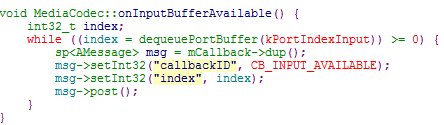 void MediaCodec::onInputBufferAvailable() {
    int32_t index;
    while ((index = dequeuePortBuffer(kPortIndexInput)) >= 0) {
        sp<AMessage> msg = mCallback->dup();
        msg->setInt32("callbackID", CB_INPUT_AVAILABLE);
        msg->setInt32("index", index);
        msg->post();
    }
}